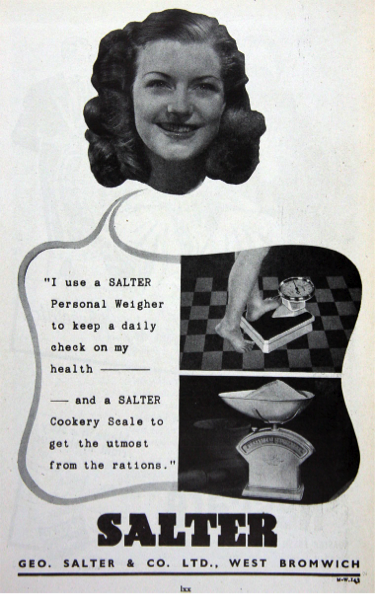 "I use a SALTER
Personal Weigher
to keep a daily
check on my
health ———
— and a SALTER
Cookery Scale to
get the utmost
from the rations."
SALTER
GEO. SALTER & CO. LTD., WEST BROMWICH
lxx